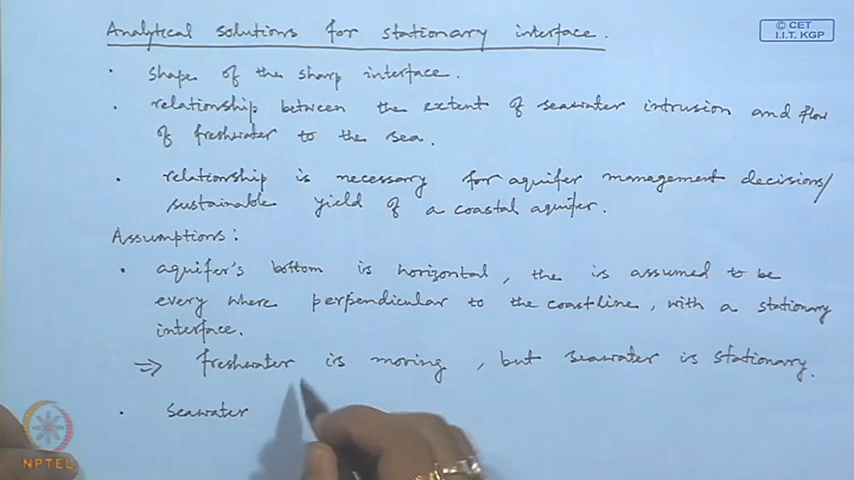 Analytical solutions for stationary interface.
© CET
I.I.T. KGP
· shape of the sharp interface.
· relationship between the extent of seawater intrusion and flow
of freshwater to the sea.
· relationship is necessary for aquifer management decisions/
sustainable yield of a coastal aquifer.
Assumptions:
· aquifer's bottom is horizontal, the is assumed to be
every where perpendicular to the coastline, with a stationary
interface.
⇒ freshwater is moving, but seawater is stationary.
· seawater
NPTEL